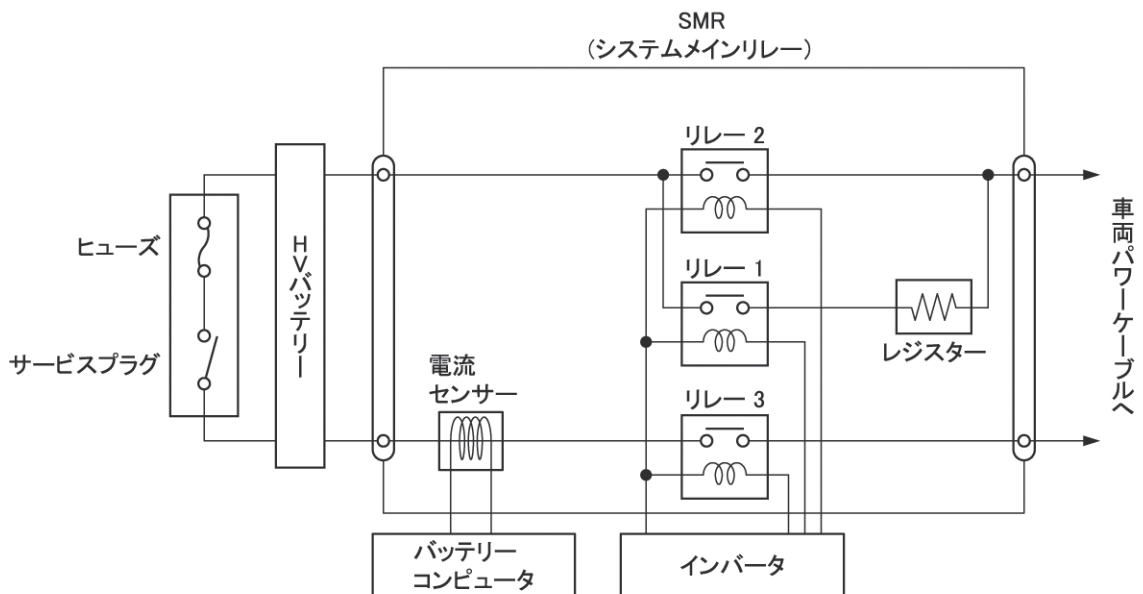 SMR
(システムメインリレー)
リレー 2
ヒューズ
HVバッテリー
リレー 1
サービスプラグ
レジスター
電流
センサー
リレー 3
車両パワーケーブルへ
バッテリー
コンピュータ
インバータ